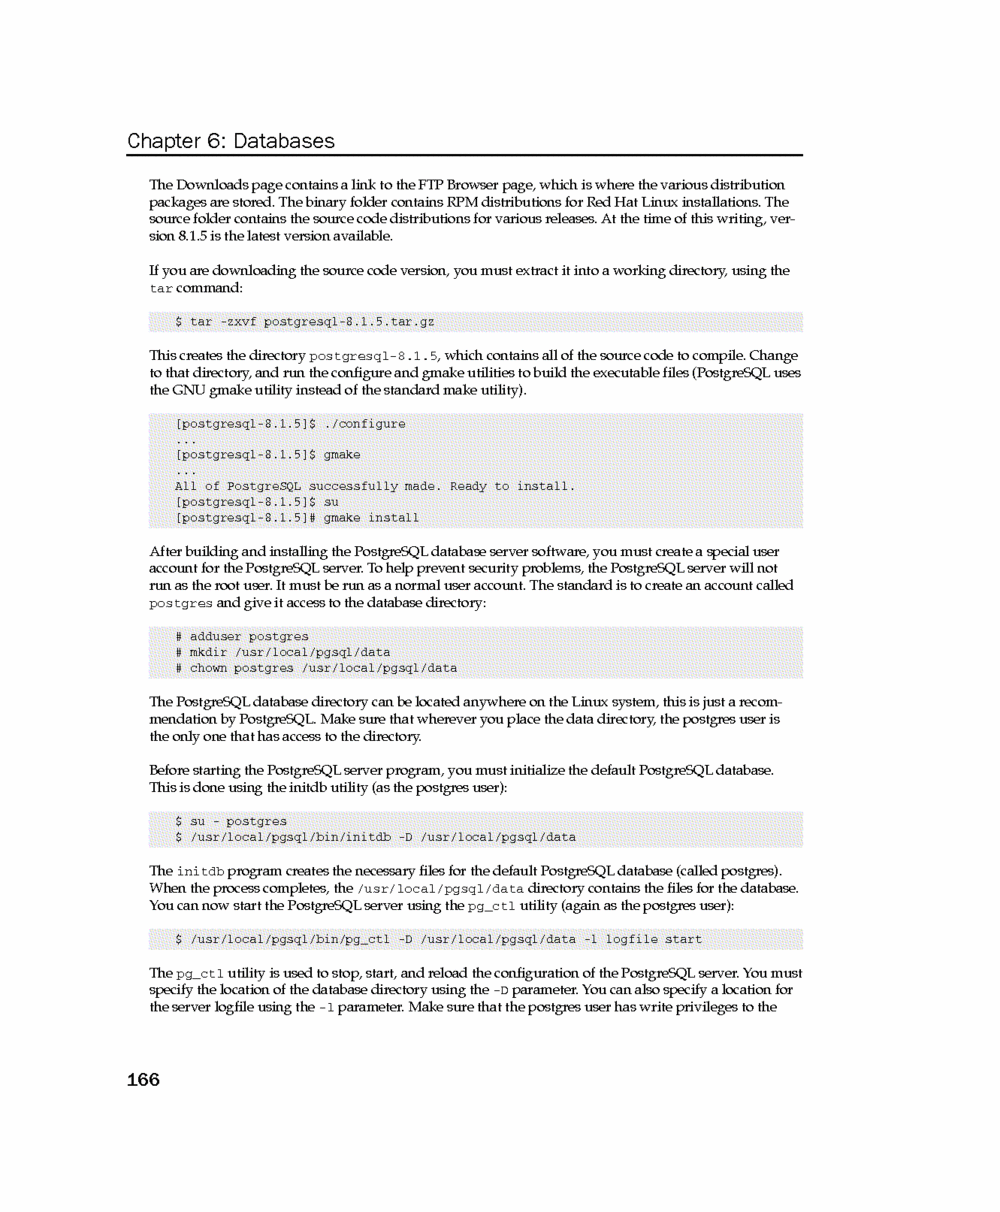 Chapter 6: Databases
The Downloads page contains a link to the FTP Browser page, which is where the various distribution
packages are stored. The binary folder contains RPM distributions for Red Hat Linux installations. The
source folder contains the source code distributions for various releases. At the time of this writing, ver-
sion 8.1.5 is the latest version available.
If you are downloading the source code version, you must extract it into a working directory, using the
tar command:
$ tar -zxvf postgresql-8.1.5.tar.gz
This creates the directory postgresql-8.1.5, which contains all of the source code to compile. Change
to that directory, and run the configure and gmake utilities to build the executable files (PostgreSQL uses
the GNU gmake utility instead of the standard make utility).
[postgresql-8.1.5]$ ./configure
...
[postgresql-8.1.5]$ gmake
...
All of PostgreSQL successfully made. Ready to install.
[postgresql-8.1.5]$ su
[postgresql-8.1.5]# gmake install
After building and installing the PostgreSQL database server software, you must create a special user
account for the PostgreSQL server. To help prevent security problems, the PostgreSQL server will not
run as the root user. It must be run as a normal user account. The standard is to create an account called
postgres and give it access to the database directory:
# adduser postgres
# mkdir /usr/local/pgsql/data
# chown postgres /usr/local/pgsql/data
The PostgreSQL database directory can be located anywhere on the Linux system, this is just a recom-
mendation by PostgreSQL. Make sure that wherever you place the data directory, the postgres user is
the only one that has access to the directory.
Before starting the PostgreSQL server program, you must initialize the default PostgreSQL database.
This is done using the initdb utility (as the postgres user):
$ su - postgres
$ /usr/local/pgsql/bin/initdb -D /usr/local/pgsql/data
The initdb program creates the necessary files for the default PostgreSQL database (called postgres).
When the process completes, the /usr/local/pgsql/data directory contains the files for the database.
You can now start the PostgreSQL server using the pg_ctl utility (again as the postgres user):
$ /usr/local/pgsql/bin/pg_ctl -D /usr/local/pgsql/data -l logfile start
The pg_ctl utility is used to stop, start, and reload the configuration of the PostgreSQL server. You must
specify the location of the database directory using the -D parameter. You can also specify a location for
the server logfile using the -l parameter. Make sure that the postgres user has write privileges to the
166